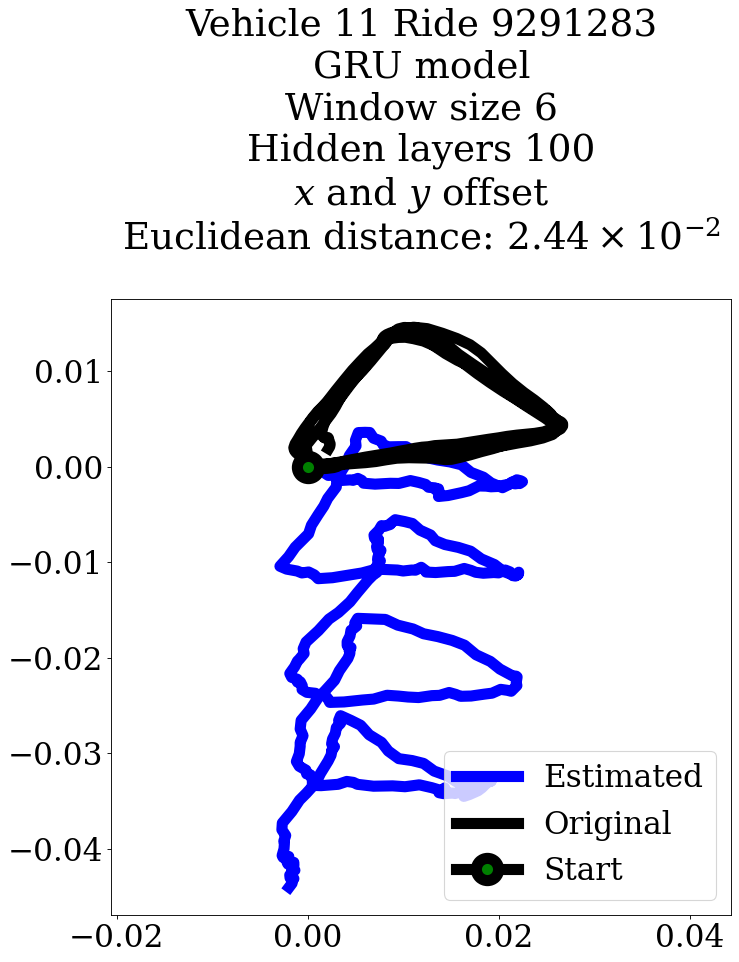 Vehicle 11 Ride 9291283
GRU model
Window size 6
Hidden layers 100
x and y offset
Euclidean distance: 2.44 × 10⁻²
0.01
0.00
−0.01
−0.02
−0.03
−0.04
Estimated
Original
Start
−0.02 0.00 0.02 0.04